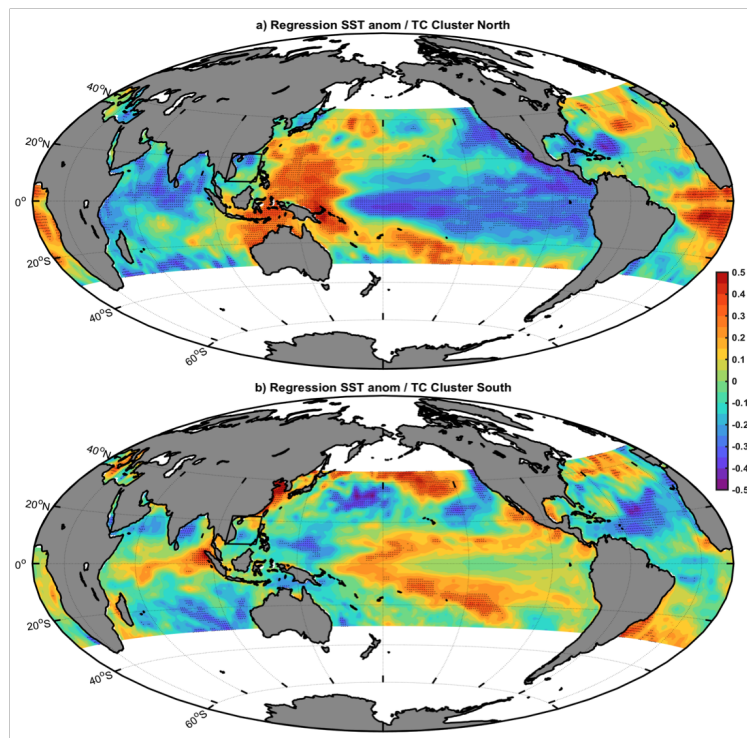 a) Regression SST anom / TC Cluster North
40°N
20°N
0°
20°S
40°S
60°S
b) Regression SST anom / TC Cluster South
40°N
20°N
0°
20°S
40°S
60°S
0.5
0.4
0.3
0.2
0.1
0
-0.1
-0.2
-0.3
-0.4
-0.5